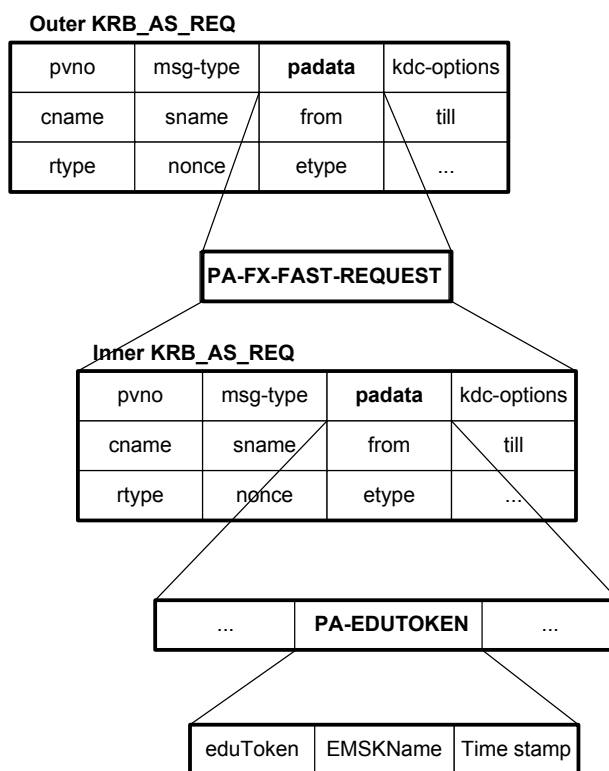 Outer KRB_AS_REQ
pvno msg-type padata kdc-options
cname sname from till
rtype nonce etype ...
PA-FX-FAST-REQUEST
Inner KRB_AS_REQ
pvno msg-type padata kdc-options
cname sname from till
rtype nonce etype ...
... PA-EDUTOKEN ...
eduToken EMSKName Time stamp